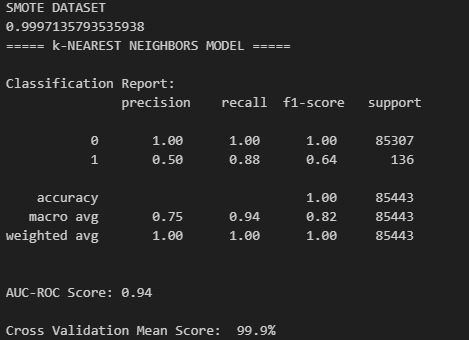 SMOTE DATASET
0.9997135793535938
===== k-NEAREST NEIGHBORS MODEL =====
Classification Report:
precision recall f1-score support
0 1.00 1.00 1.00 85307
1 0.50 0.88 0.64 136
accuracy 1.00 85443
macro avg 0.75 0.94 0.82 85443
weighted avg 1.00 1.00 1.00 85443
AUC-ROC Score: 0.94
Cross Validation Mean Score: 99.9%